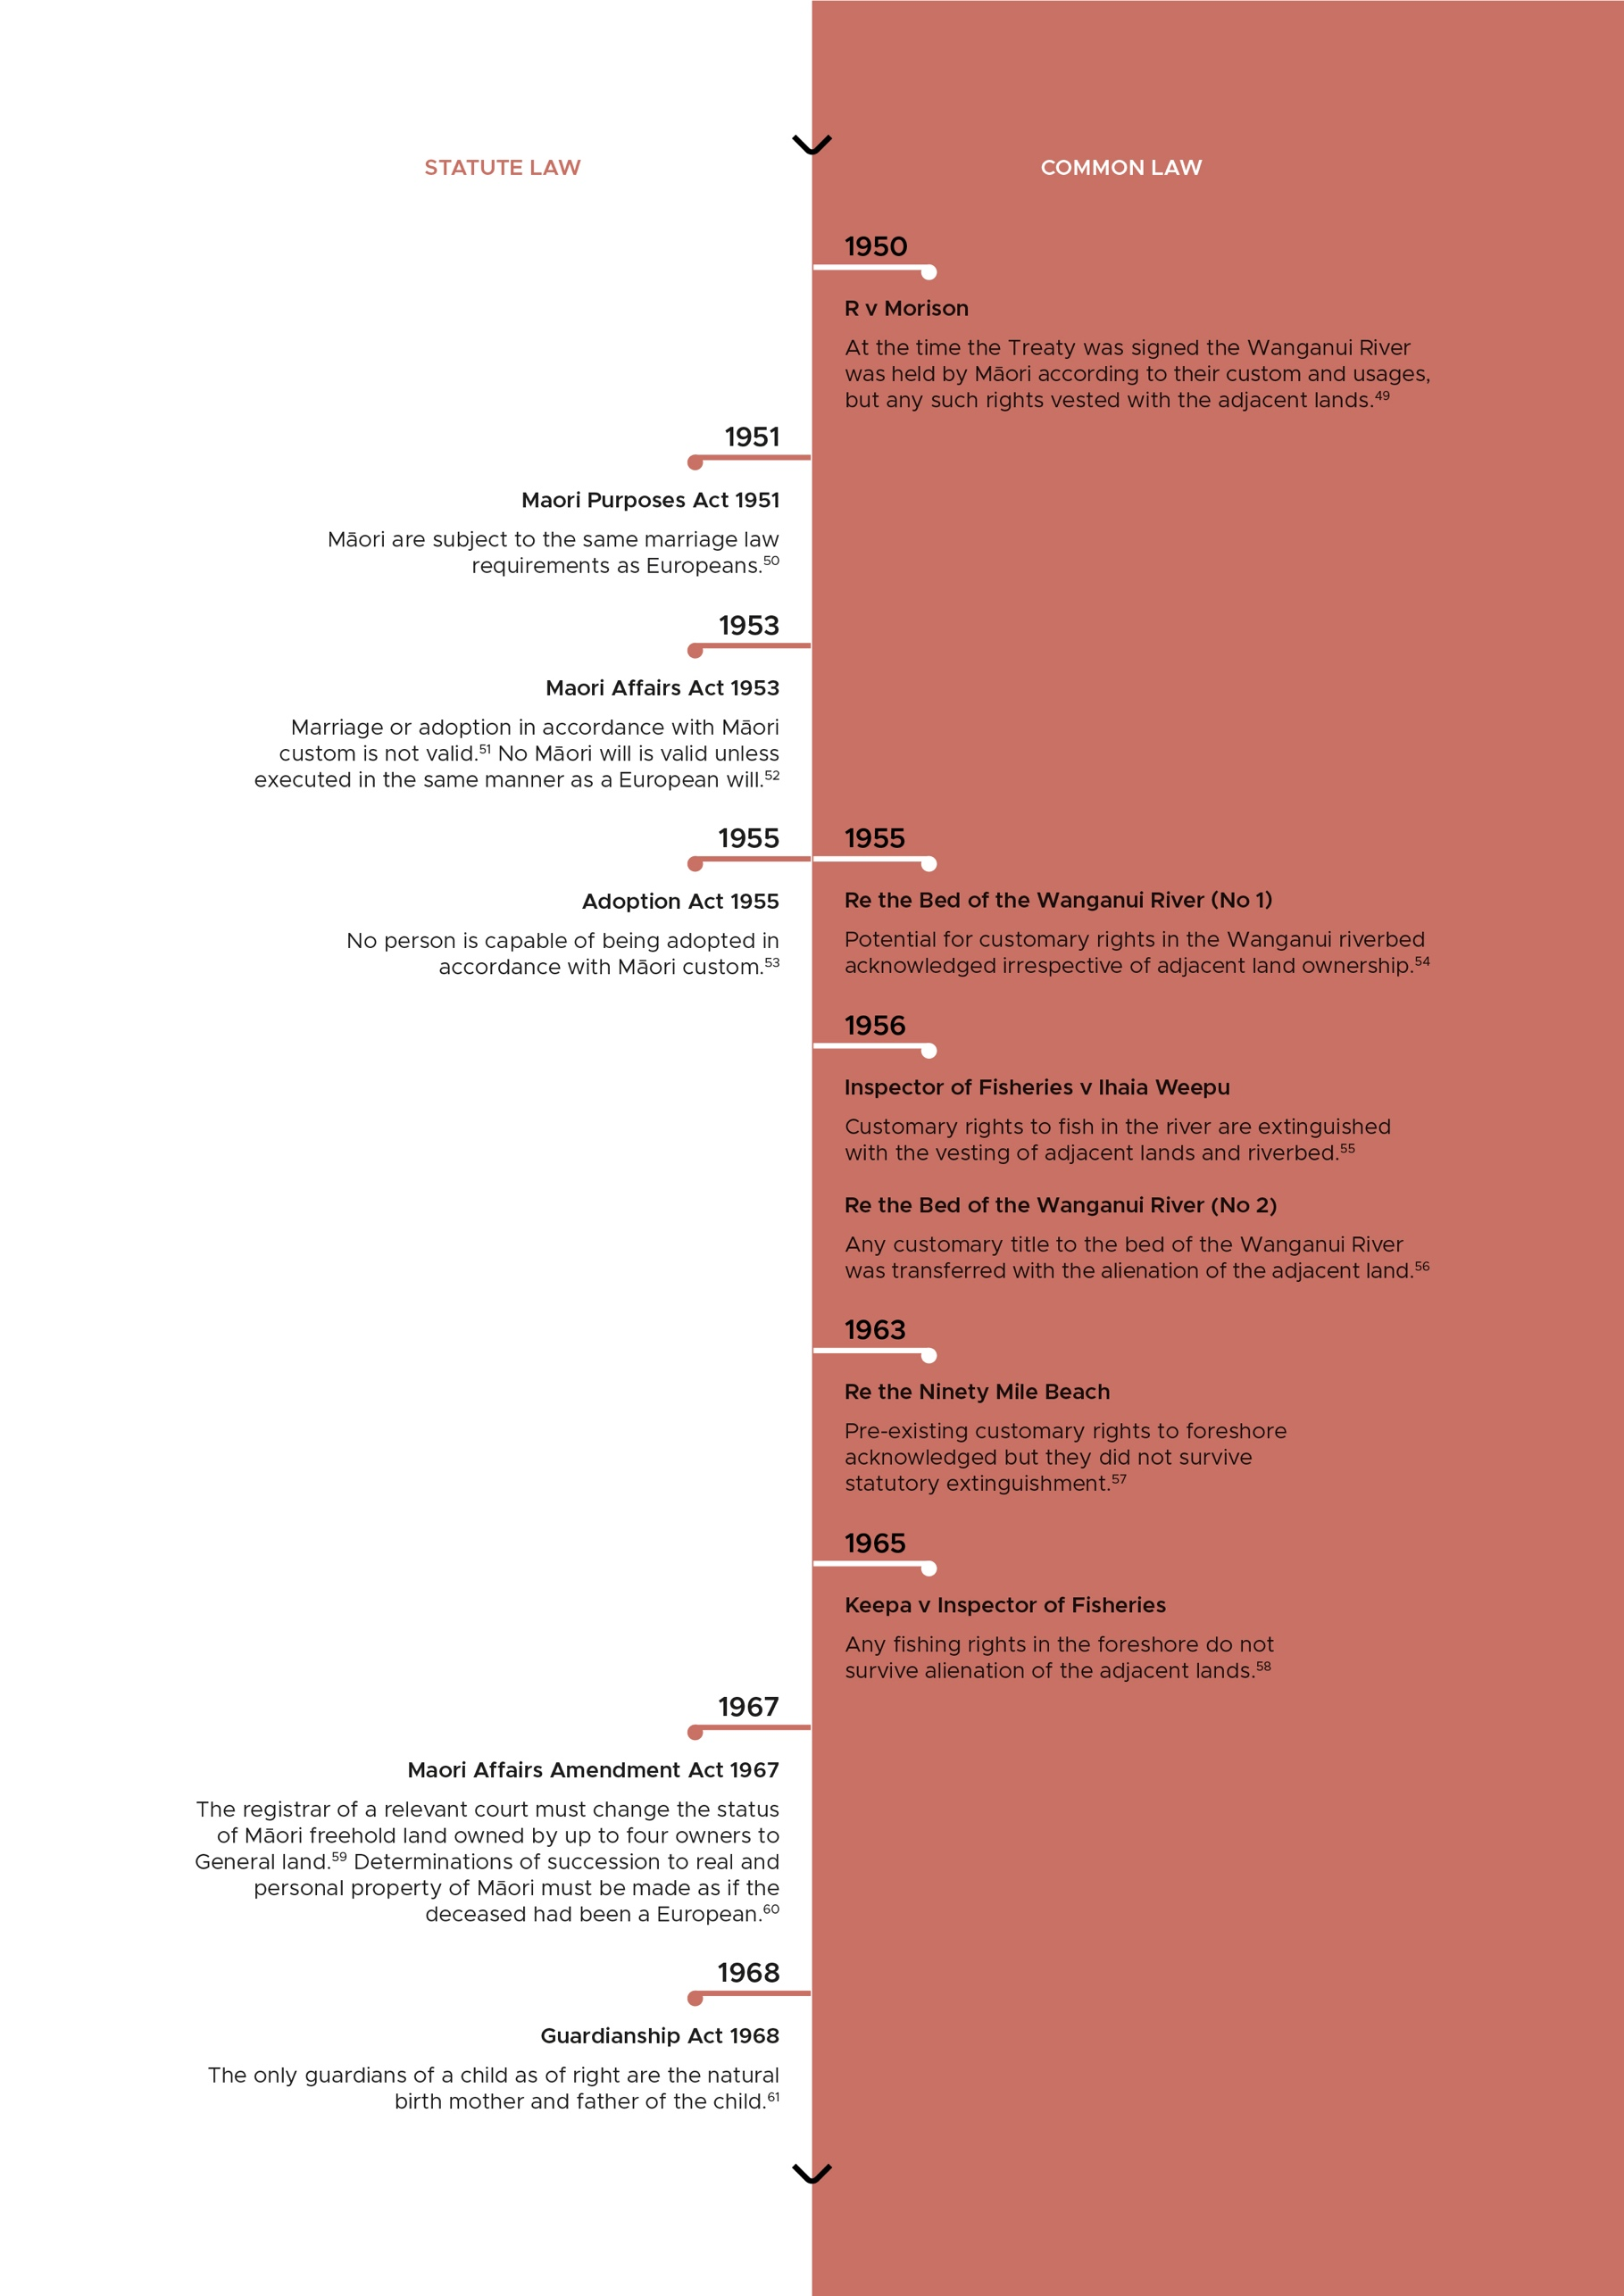 STATUTE LAW
COMMON LAW
1950
R v Morison
At the time the Treaty was signed the Wanganui River
was held by Māori according to their custom and usages,
but any such rights vested with the adjacent lands.49
1951
Maori Purposes Act 1951
Māori are subject to the same marriage law
requirements as Europeans.50
1953
Maori Affairs Act 1953
Marriage or adoption in accordance with Māori
custom is not valid.51 No Māori will is valid unless
executed in the same manner as a European will.52
1955
Adoption Act 1955
No person is capable of being adopted in
accordance with Māori custom.53
1955
Re the Bed of the Wanganui River (No 1)
Potential for customary rights in the Wanganui riverbed
acknowledged irrespective of adjacent land ownership.54
1956
Inspector of Fisheries v Ihaia Weepu
Customary rights to fish in the river are extinguished
with the vesting of adjacent lands and riverbed.55
Re the Bed of the Wanganui River (No 2)
Any customary title to the bed of the Wanganui River
was transferred with the alienation of the adjacent land.56
1963
Re the Ninety Mile Beach
Pre-existing customary rights to foreshore
acknowledged but they did not survive
statutory extinguishment.57
1965
Keepa v Inspector of Fisheries
Any fishing rights in the foreshore do not
survive alienation of the adjacent lands.58
1967
Maori Affairs Amendment Act 1967
The registrar of a relevant court must change the status
of Māori freehold land owned by up to four owners to
General land.59 Determinations of succession to real and
personal property of Māori must be made as if the
deceased had been a European.60
1968
Guardianship Act 1968
The only guardians of a child as of right are the natural
birth mother and father of the child.61